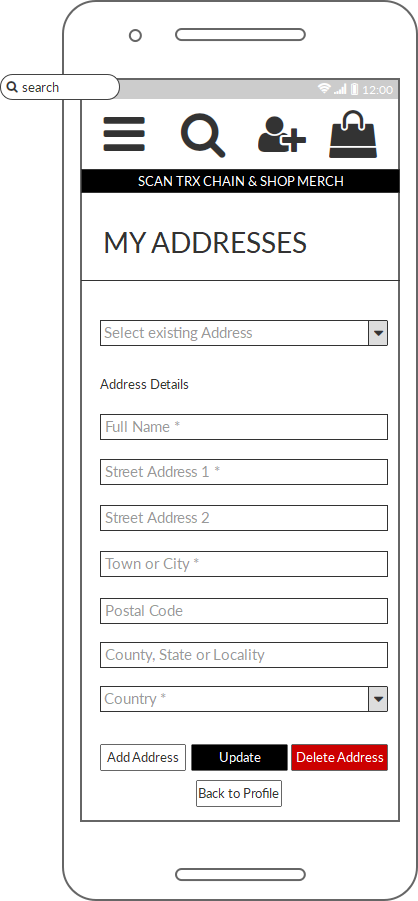 search
12:00
SCAN TRX CHAIN & SHOP MERCH
MY ADDRESSES
Select existing Address
Address Details
Full Name *
Street Address 1 *
Street Address 2
Town or City *
Postal Code
County, State or Locality
Country *
Add Address Update Delete Address
Back to Profile